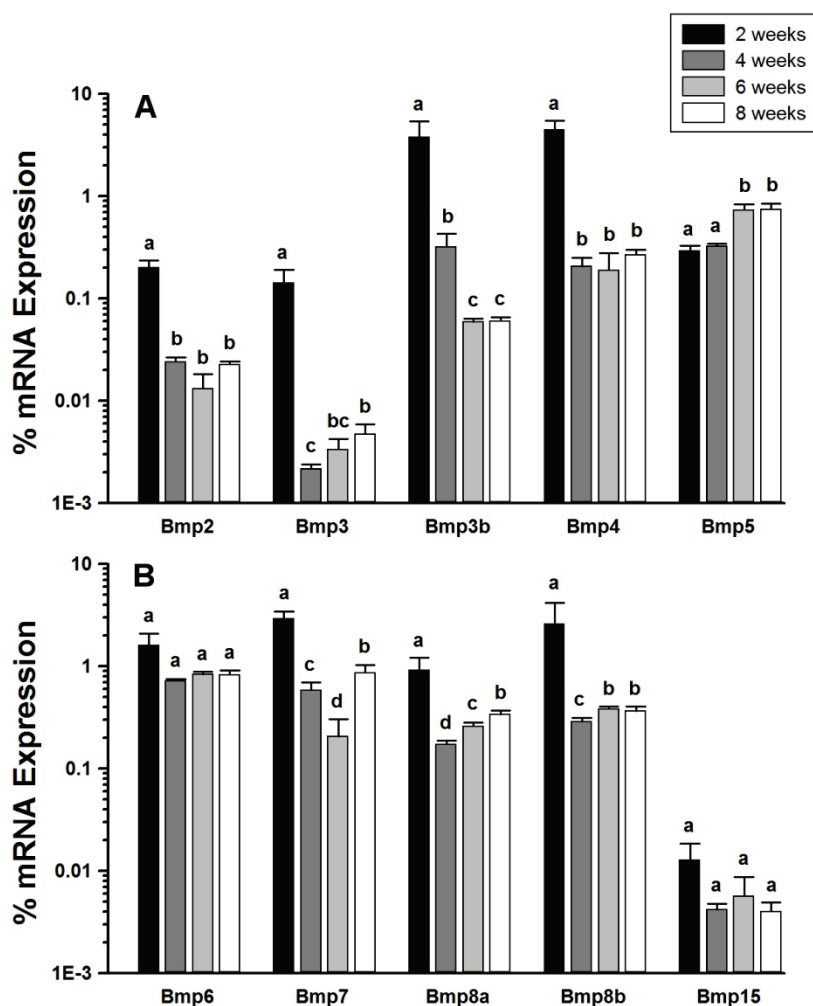 2 weeks
4 weeks
6 weeks
8 weeks
A
% mRNA Expression
10
1
0.1
0.01
1E-3
a b b b
a c bc b
a b c c
a b b b
a a b b
Bmp2 Bmp3 Bmp3b Bmp4 Bmp5
B
% mRNA Expression
10
1
0.1
0.01
1E-3
a a a a
a c d b
a d c b
a c b b
a a a a
Bmp6 Bmp7 Bmp8a Bmp8b Bmp15